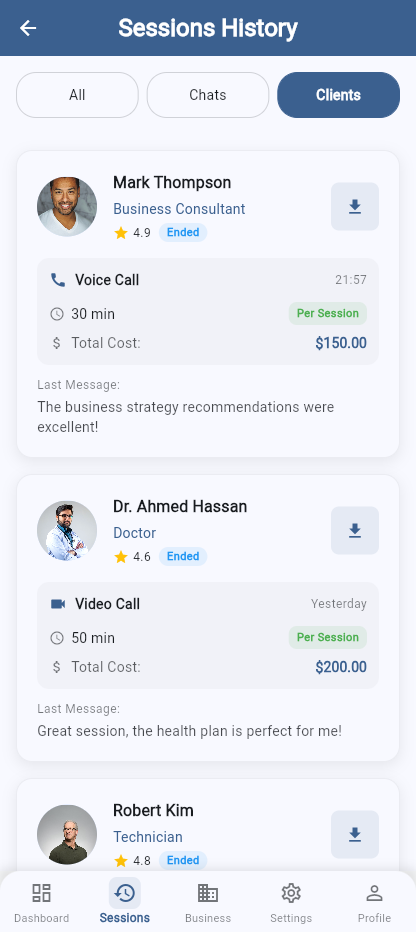 Sessions History
All
Chats
Clients
Mark Thompson
Business Consultant
4.9 Ended
Voice Call 21:57
30 min Per Session
$ Total Cost: $150.00
Last Message:
The business strategy recommendations were
excellent!
Dr. Ahmed Hassan
Doctor
4.6 Ended
Video Call Yesterday
50 min Per Session
$ Total Cost: $200.00
Last Message:
Great session, the health plan is perfect for me!
Robert Kim
Technician
4.8 Ended
Dashboard
Sessions
Business
Settings
Profile